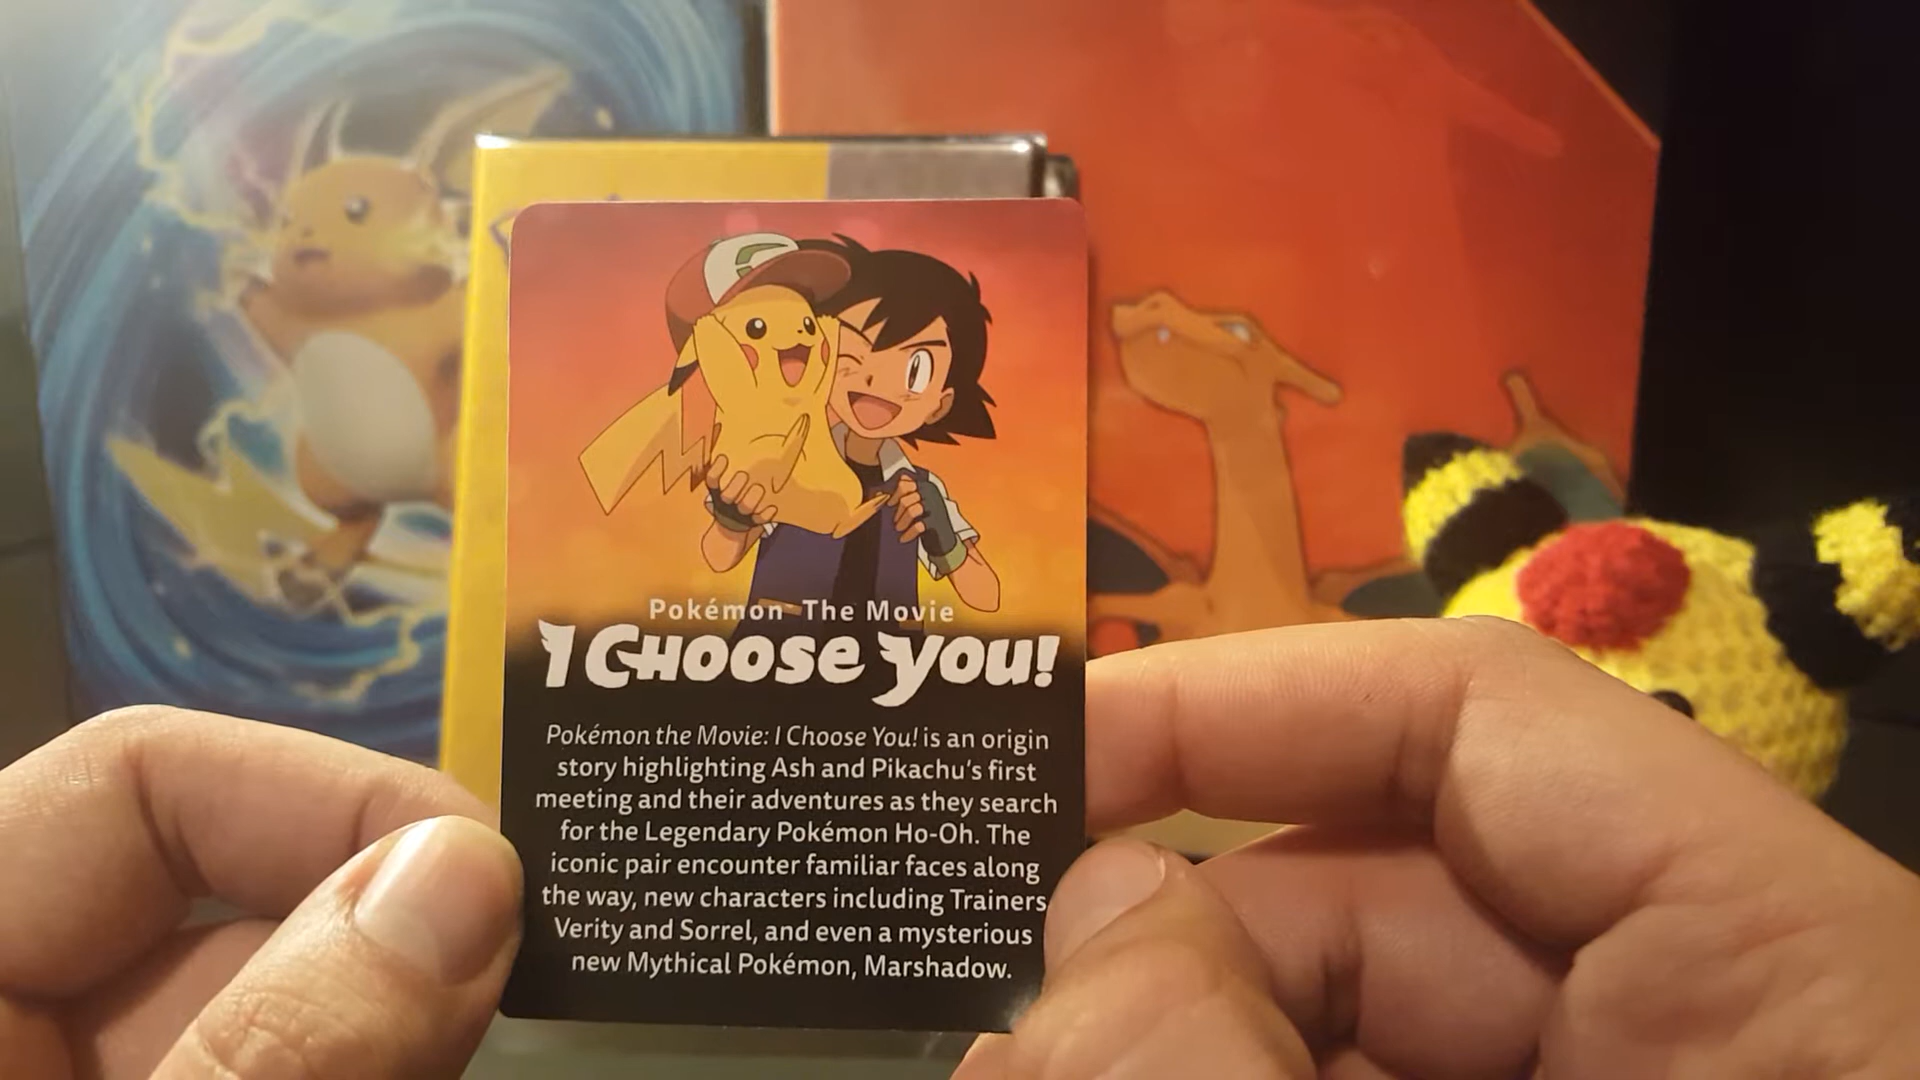 Pokémon The Movie
I Choose you!
Pokémon the Movie: I Choose You! is an origin
story highlighting Ash and Pikachu's first
meeting and their adventures as they search
for the Legendary Pokémon Ho-Oh. The
iconic pair encounter familiar faces along
the way, new characters including Trainers
Verity and Sorrel, and even a mysterious
new Mythical Pokémon, Marshadow.